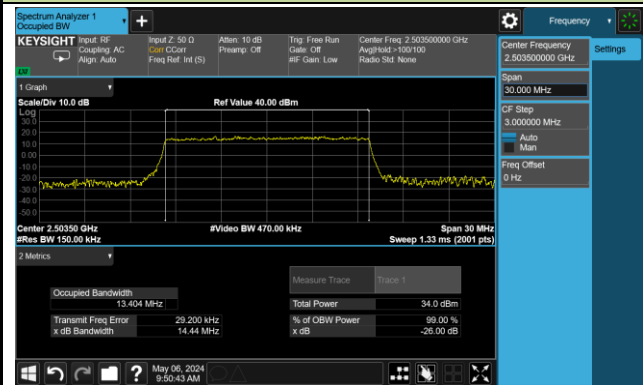 Spectrum Analyzer 1
Occupied BW
Frequency
KEYSIGHT
Input: RF
Coupling: AC
Align: Auto
Input Z: 50 Ω
Corr CCorr
Freq Ref: Int (S)
Atten: 10 dB
Preamp: Off
Trig: Free Run
Gate: Off
#IF Gain: Low
Center Freq: 2.503500000 GHz
Avg|Hold:>100/100
Radio Std: None
Center Frequency
2.503500000 GHz
Settings
Span
30.000 MHz
CF Step
3.000000 MHz
Auto
Man
Freq Offset
0 Hz
1 Graph
Scale/Div 10.0 dB
Ref Value 40.00 dBm
Log
30.0
20.0
10.0
0.00
-10.0
-20.0
-30.0
-40.0
-50.0
Center 2.50350 GHz
#Video BW 470.00 kHz
Span 30 MHz
#Res BW 150.00 kHz
Sweep 1.33 ms (2001 pts)
2 Metrics
Measure Trace
Trace 1
Occupied Bandwidth
13.404 MHz
Total Power
34.0 dBm
Transmit Freq Error
29.200 kHz
% of OBW Power
99.00 %
x dB Bandwidth
14.44 MHz
x dB
-26.00 dB
May 06, 2024
9:50:43 AM